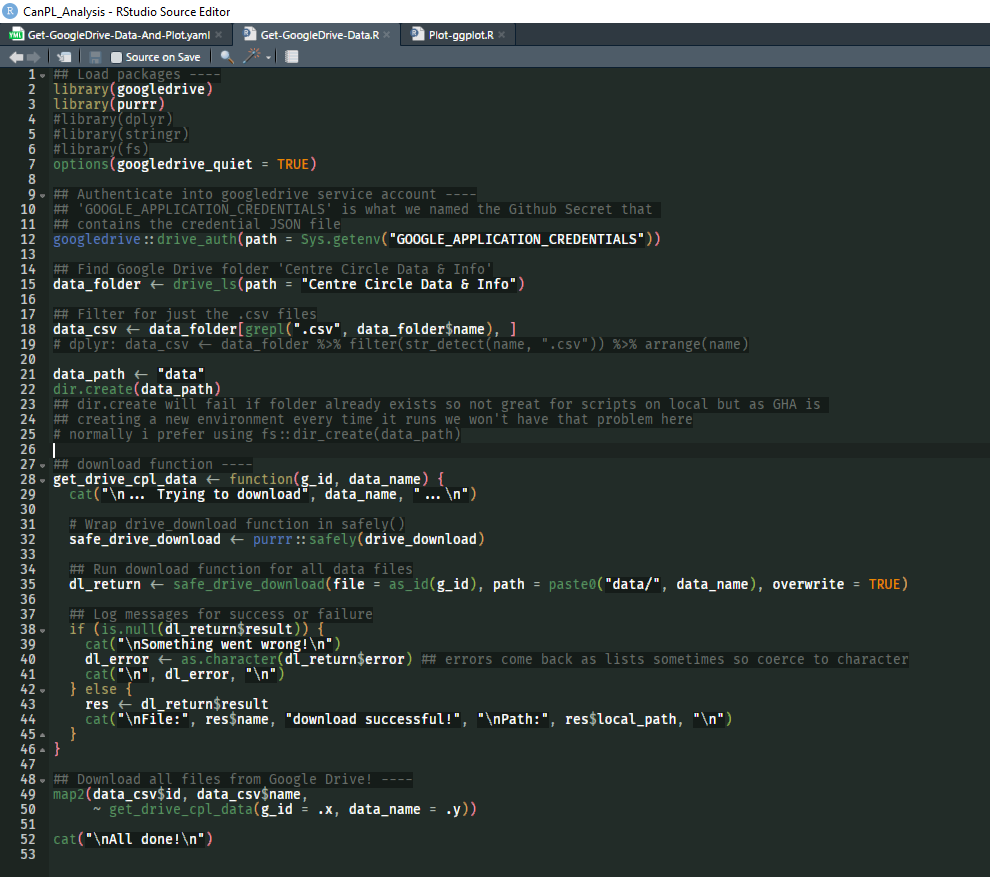 CanPL_Analysis - RStudio Source Editor
Get-GoogleDrive-Data-And-Plot.yaml × Get-GoogleDrive-Data.R × Plot-ggplot.R ×
Source on Save
1 ## Load packages ----
2 library(googledrive)
3 library(purrr)
4 #library(dplyr)
5 #library(stringr)
6 #library(fs)
7 options(googledrive_quiet = TRUE)
8
9 ## Authenticate into googledrive service account ----
10 ## 'GOOGLE_APPLICATION_CREDENTIALS' is what we named the Github Secret that
11 ## contains the credential JSON file
12 googledrive::drive_auth(path = Sys.getenv("GOOGLE_APPLICATION_CREDENTIALS"))
13
14 ## Find Google Drive folder 'Centre Circle Data & Info'
15 data_folder <- drive_ls(path = "Centre Circle Data & Info")
16
17 ## Filter for just the .csv files
18 data_csv <- data_folder[grepl(".csv", data_folder$name), ]
19 # dplyr: data_csv <- data_folder %>% filter(str_detect(name, ".csv")) %>% arrange(name)
20
21 data_path <- "data"
22 dir.create(data_path)
23 ## dir.create will fail if folder already exists so not great for scripts on local but as GHA is
24 ## creating a new environment every time it runs we won't have that problem here
25 # normally i prefer using fs::dir_create(data_path)
26
27 ## download function ----
28 get_drive_cpl_data <- function(g_id, data_name) {
29   cat("\n... Trying to download", data_name, "...\n")
30
31   # Wrap drive_download function in safely()
32   safe_drive_download <- purrr::safely(drive_download)
33
34   ## Run download function for all data files
35   dl_return <- safe_drive_download(file = as_id(g_id), path = paste0("data/", data_name), overwrite = TRUE)
36
37   ## Log messages for success or failure
38   if (is.null(dl_return$result)) {
39     cat("\nSomething went wrong!\n")
40     dl_error <- as.character(dl_return$error) ## errors come back as lists sometimes so coerce to character
41     cat("\n", dl_error, "\n")
42   } else {
43     res <- dl_return$result
44     cat("\nFile:", res$name, "download successful!", "\nPath:", res$local_path, "\n")
45   }
46 }
47
48 ## Download all files from Google Drive! ----
49 map2(data_csv$id, data_csv$name,
50      ~ get_drive_cpl_data(g_id = .x, data_name = .y))
51
52 cat("\nAll done!\n")
53